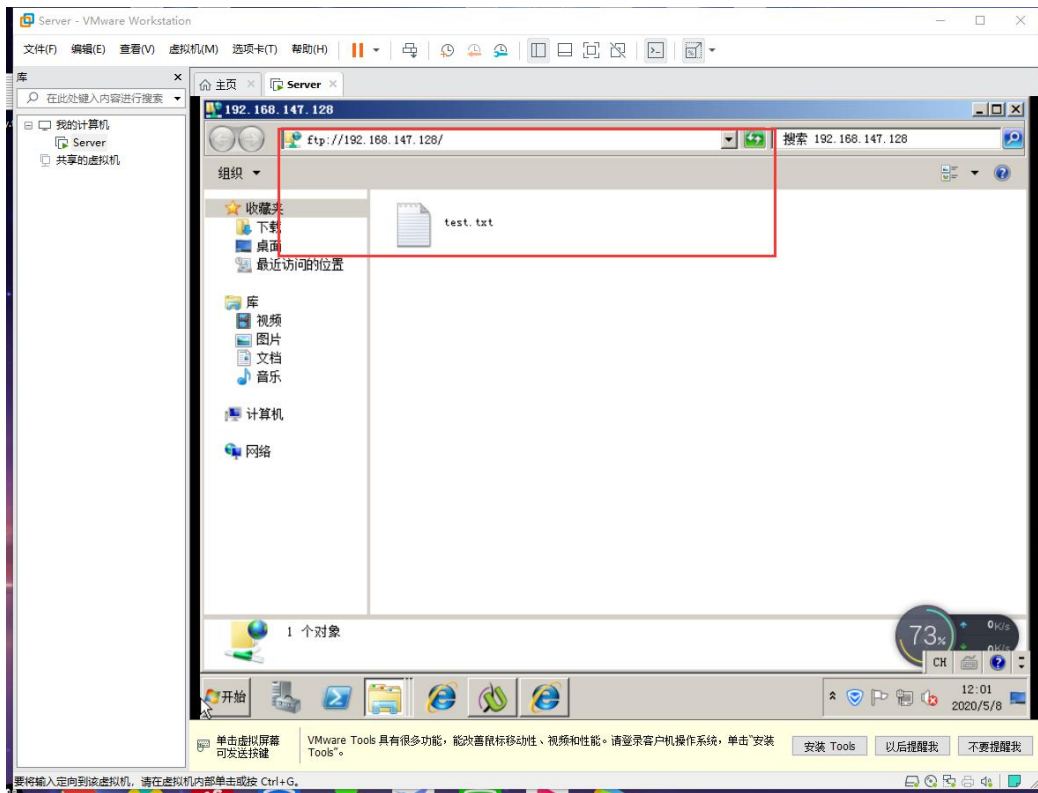 Server - VMware Workstation
文件(F) 编辑(E) 查看(V) 虚拟机(M) 选项卡(T) 帮助(H)
库
在此处键入内容进行搜索
我的计算机
Server
共享的虚拟机
主页 Server
192.168.147.128
ftp://192.168.147.128/ 搜索 192.168.147.128
组织
收藏夹
下载
桌面
最近访问的位置
库
视频
图片
文档
音乐
计算机
网络
test.txt
1 个对象
73%
0K/s
0K/s
CH
开始
12:01
2020/5/8
单击虚拟屏幕
可发送按键
VMware Tools 具有很多功能，能改善鼠标移动性、视频和性能。请登录客户机操作系统，单击“安装
Tools”。
安装 Tools 以后提醒我 不要提醒我
要将输入定向到该虚拟机，请在虚拟机内部单击或按 Ctrl+G。